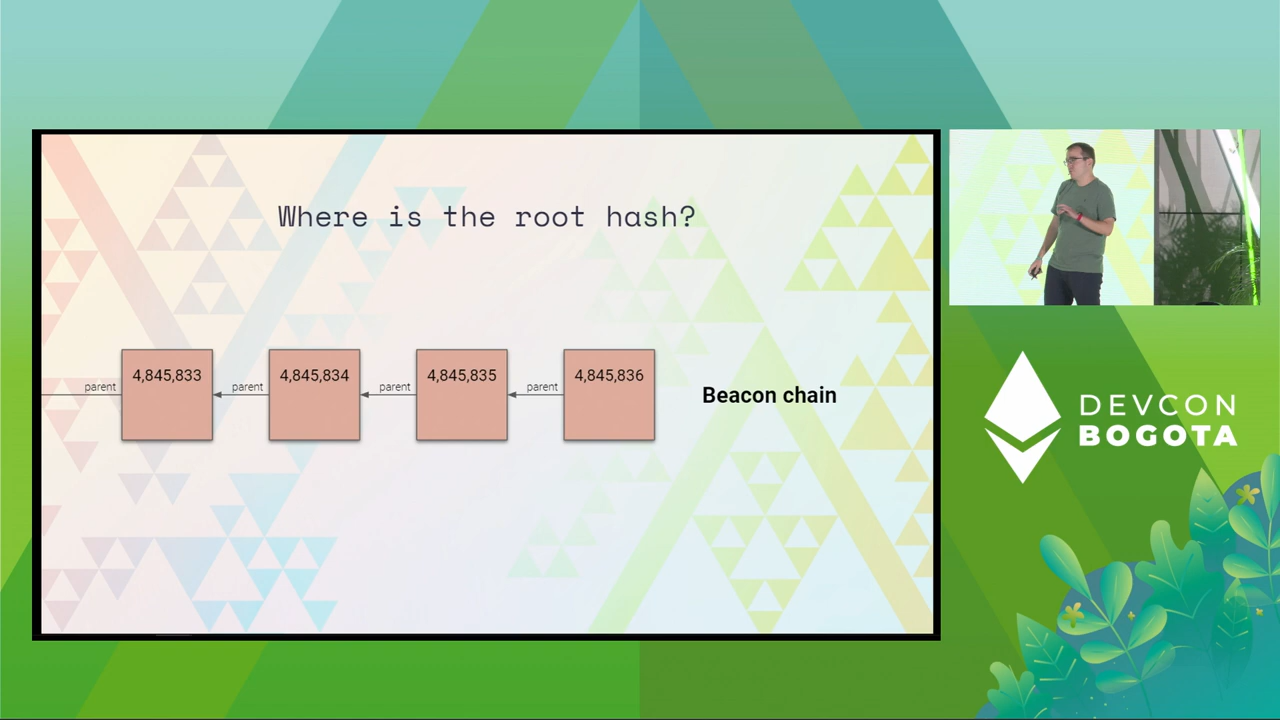 Where is the root hash?
parent
4,845,833
parent
4,845,834
parent
4,845,835
parent
4,845,836
Beacon chain
DEVCON
BOGOTA